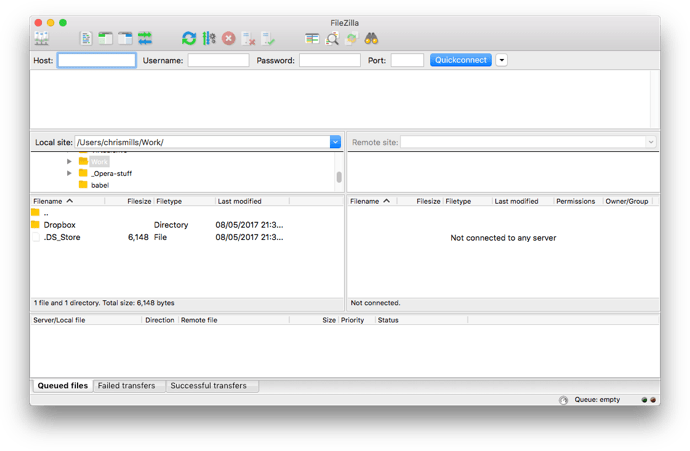 FileZilla
Host: Username: Password: Port: Quickconnect
Local site: /Users/chrismills/Work/ Remote site:
Work
_Opera-stuff
babel
Filename Filesize Filetype Last modified Filename Filesize Filetype Last modified Permissions Owner/Group
..
Dropbox Directory 08/05/2017 21:3...
.DS_Store 6,148 File 08/05/2017 21:3... Not connected to any server
1 file and 1 directory. Total size: 6,148 bytes Not connected.
Server/Local file Direction Remote file Size Priority Status
Queued files Failed transfers Successful transfers
Queue: empty